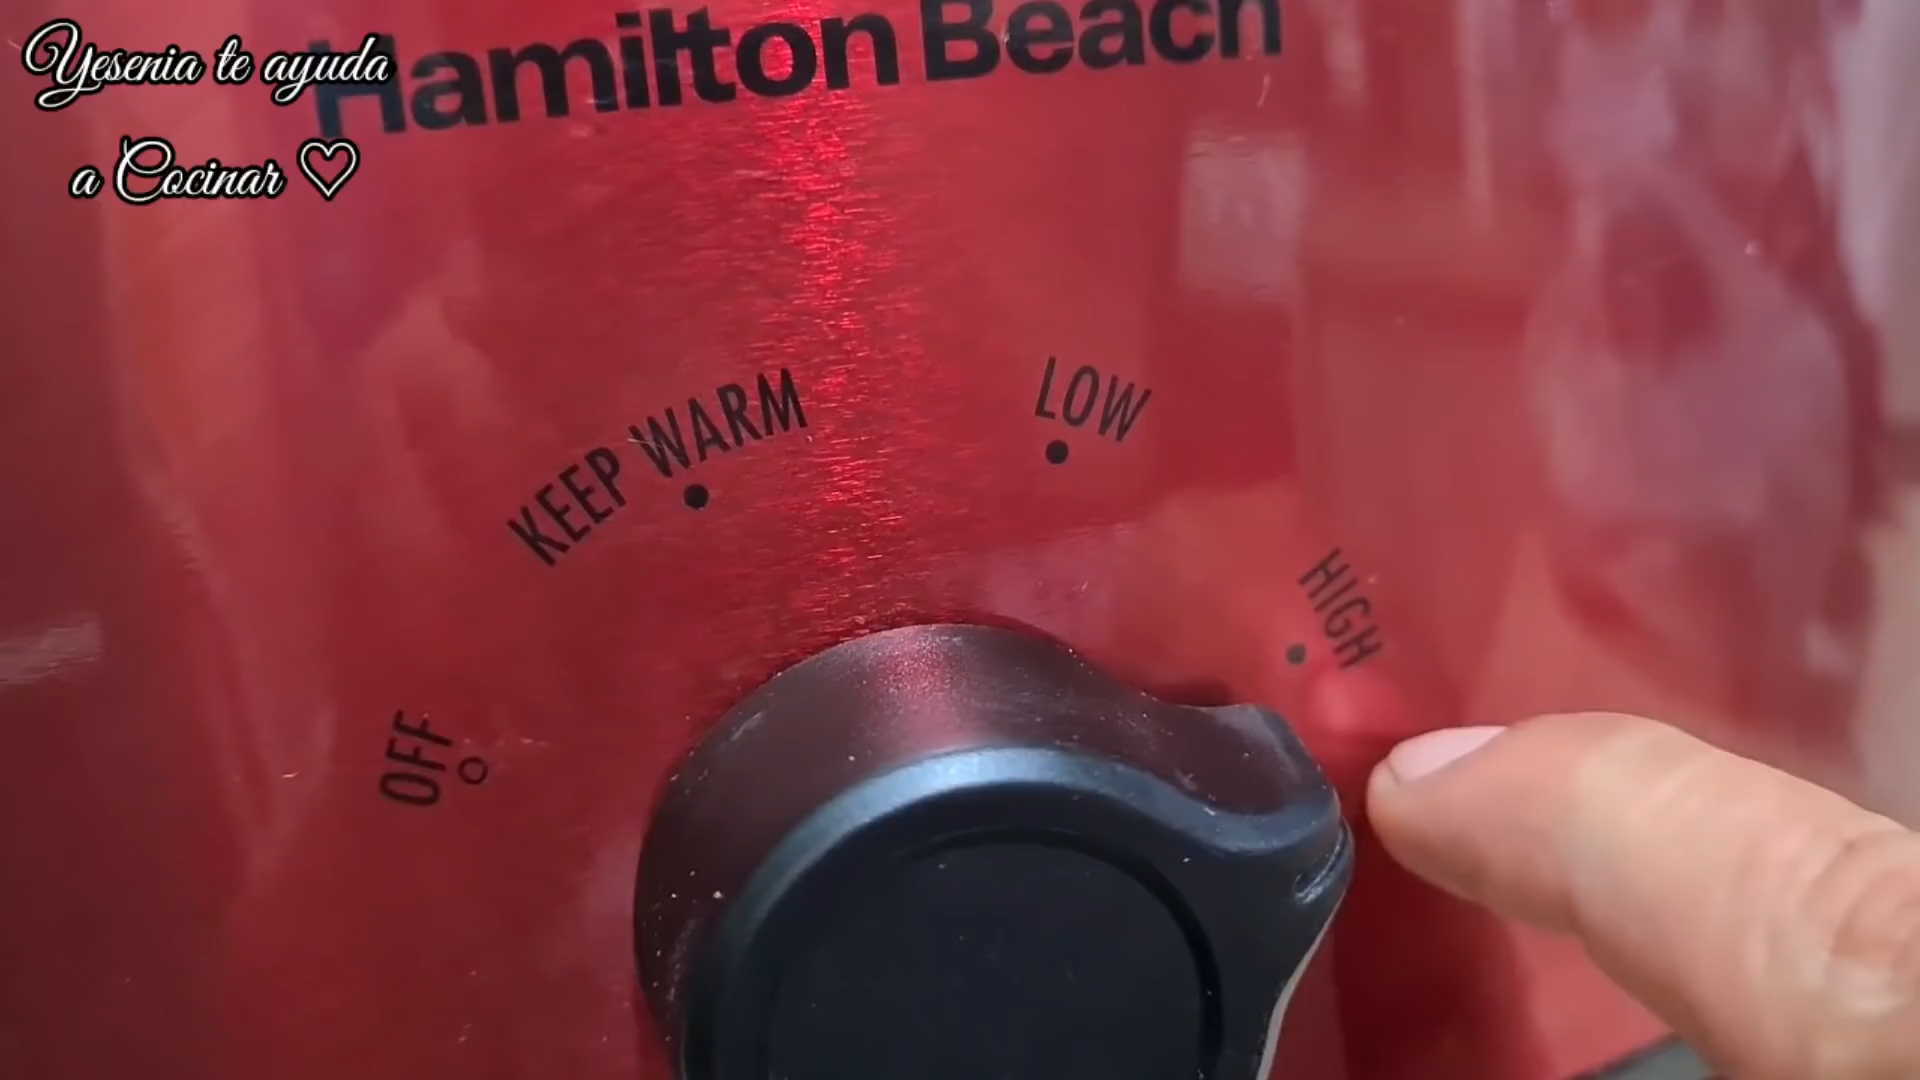 Yesenia te ayuda
a Cocinar ♡
Hamilton Beach
KEEP WARM
LOW
HIGH
OFF